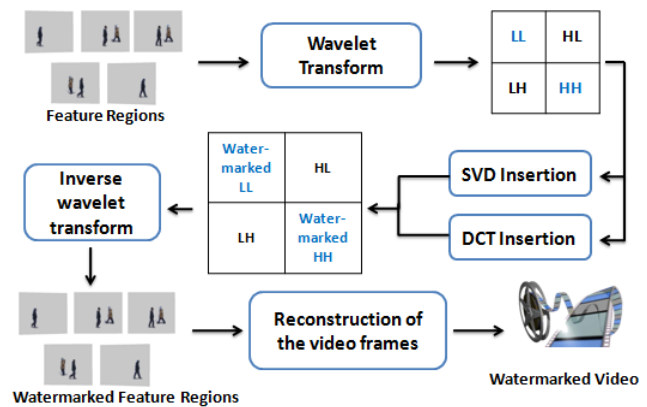 Feature Regions
Wavelet
Transform
LL
HL
LH
HH
SVD Insertion
DCT Insertion
Water-
marked
LL
HL
LH
Water-
marked
HH
Inverse
wavelet
transform
Watermarked Feature Regions
Reconstruction of
the video frames
Watermarked Video